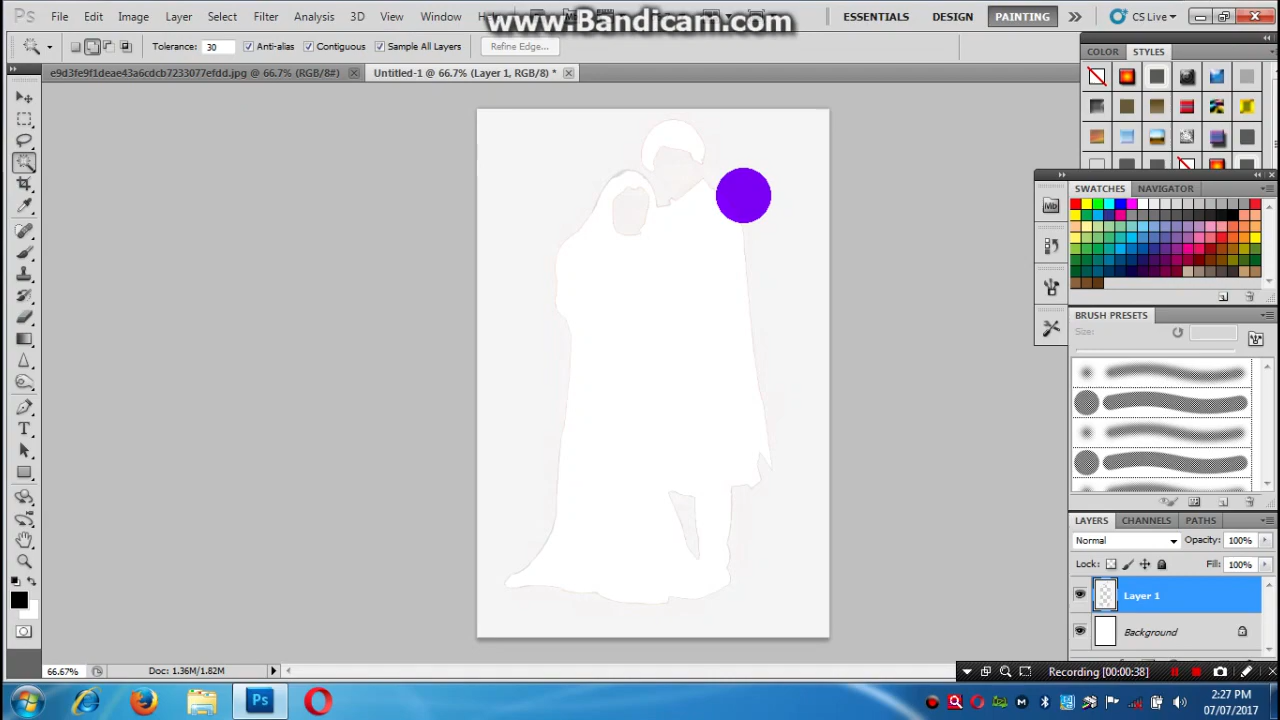 Ps File Edit Image Layer Select Filter Analysis 3D View Window
www.Bandicam.com
ESSENTIALS DESIGN PAINTING CS Live
Tolerance: 30 Anti-alias Contiguous Sample All Layers Refine Edge...
e9d3fe9f1deae43a6cdcb7233077efdd.jpg @ 66.7% (RGB/8#) Untitled-1 @ 66.7% (Layer 1, RGB/8) *
COLOR STYLES
SWATCHES NAVIGATOR
Mb
BRUSH PRESETS
Size:
LAYERS CHANNELS PATHS
Normal Opacity: 100%
Lock: Fill: 100%
Layer 1
Background
66.67% Doc: 1.36M/1.82M
Recording [00:00:38]
Ps
2:27 PM
07/07/2017